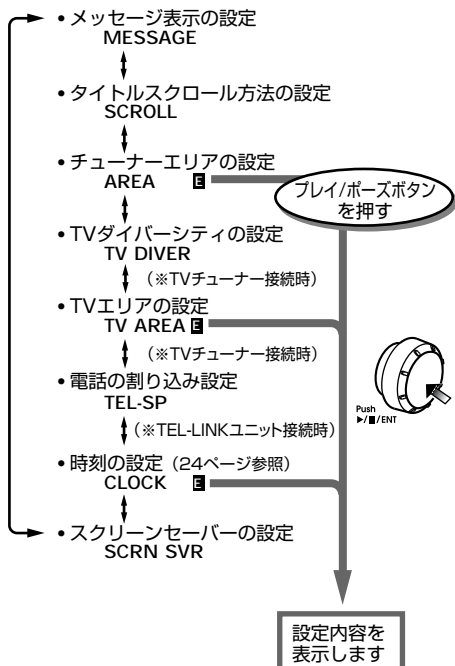 • メッセージ表示の設定
MESSAGE
• タイトルスクロール方法の設定
SCROLL
• チューナーエリアの設定
AREA E
プレイ/ポーズボタン
を押す
• TVダイバーシティの設定
TV DIVER
(※TVチューナー接続時)
• TVエリアの設定
TV AREA E
(※TVチューナー接続時)
• 電話の割り込み設定
TEL-SP
(※TEL-LINKユニット接続時)
Push
▶/▮/ENT
• 時刻の設定(24ページ参照)
CLOCK E
• スクリーンセーバーの設定
SCRN SVR
設定内容を
表示します